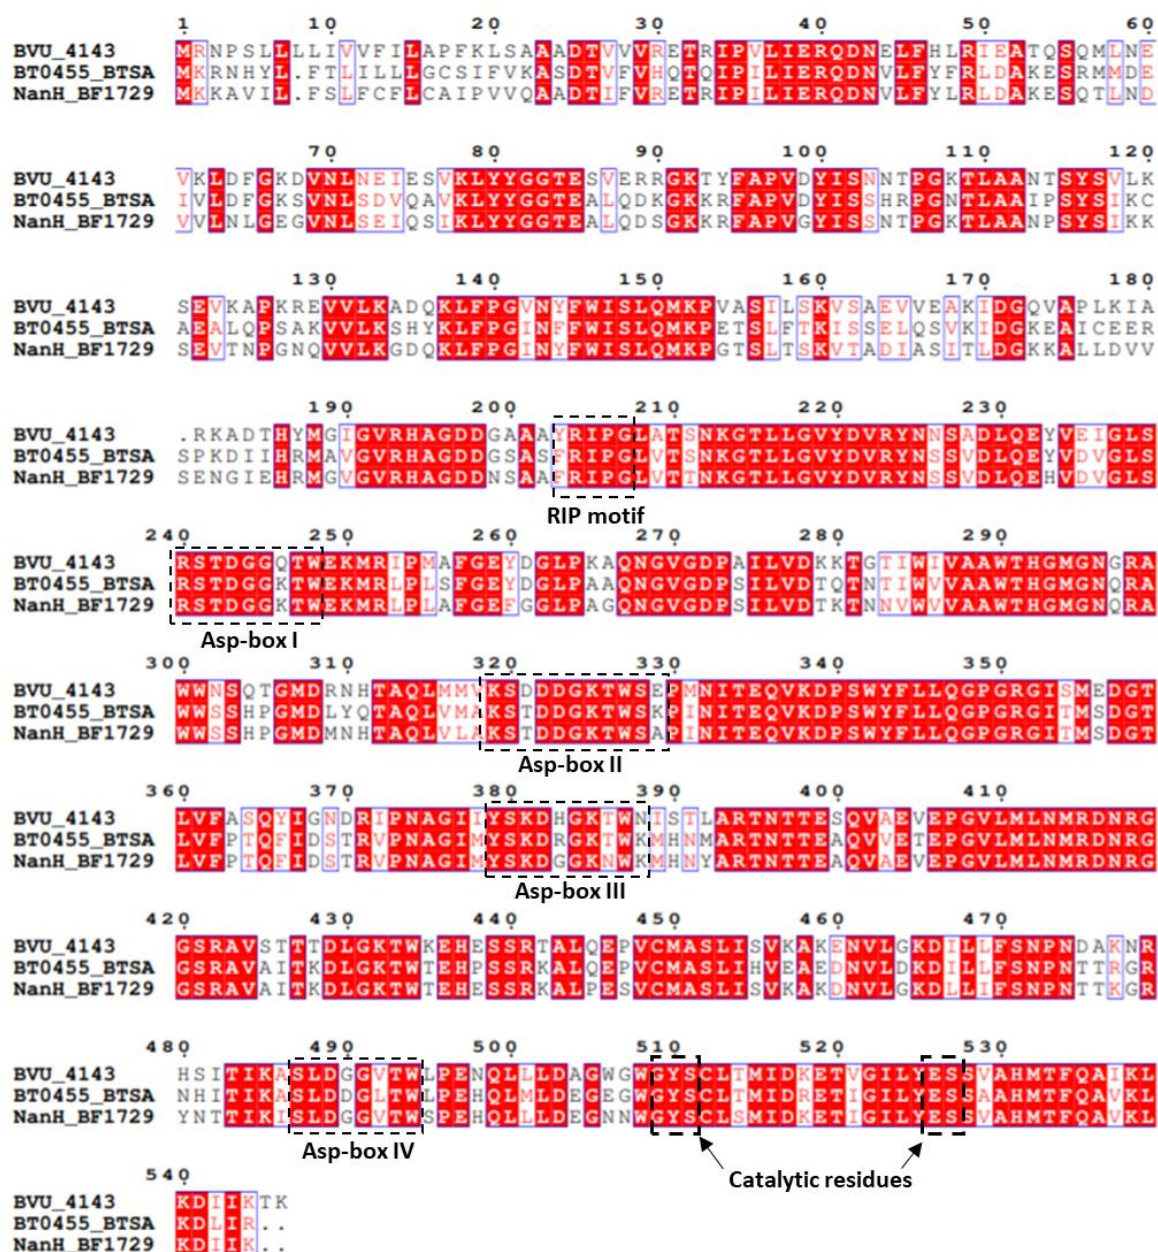 1 10 20 30 40 50 60
BVU_4143 MRNPSLLLLIVVFILAPFKLSAAADTVVVRETRIPVLIERQDNELFHLRIEATQSQMLNE
BT0455_BTSA MKRNHYL.FTLILLLGCSIFVKASDTVFVHQTQIPILIERQDNVLFYFRLDAKESRMMDE
NanH_BF1729 MKKAVIL.FSLFCFLCAIPVVQAADTIFVRETRIPILIERQDNVLFYLRLDAKESQTLND
70 80 90 100 110 120
BVU_4143 VKLDFGKDVNLNEIESVKLYYGGTESVERRGKTYFAPVDYISNNTPGKTLAANTSYSVLK
BT0455_BTSA IVLDFGKSVNLSDVQAVKLYYGGTEALQDKGKKRFAPVDYISSHRPGNTLAAIPSYSIKC
NanH_BF1729 VVLNLGEGVNLSEIQSIKLYYGGTEALQDSGKKRFAPVGYISSNTPGKTLAANPSYSIKK
130 140 150 160 170 180
BVU_4143 SEVKAPKREVVLKADQKLFPGVNYFWISLQMKPVASILSKVSAEVVEAKIDGQVAPLKIA
BT0455_BTSA AEALQPSAKVVLKSHYKLFPGINFFWISLQMKPETSLFTKISSELQSVKIDGKEAICEER
NanH_BF1729 SEVTNPGNQVVLKGDQKLFPGINYFWISLQMKPGTSLTSKVTADIASITLDGKKALLDVV
190 200 210 220 230
BVU_4143 .RKADTHYMGIGVRHAGDDGAAAYRIPGLATSNKGTLLGVYDVRYNNSADLQEYVEIGLS
BT0455_BTSA SPKDIIHRMAVGVRHAGDDGSASFRIPGLVTSNKGTLLGVYDVRYNSSVDLQEYVDVGLS
NanH_BF1729 SENGIEHRMGVGVRHAGDDNSAAFRIPGLVTTNKGTLLGVYDVRYNSSVDLQEHVDVGLS
RIP motif
240 250 260 270 280 290
BVU_4143 RSTDGGQTWEKMRIPMAFGEYDGLPKAQNGVGDPAILVDKKTGTIWIVAAWTHGMGNGRA
BT0455_BTSA RSTDGGKTWEKMRLPLSFGEYDGLPAAQNGVGDPSILVDTQTNTIWVVAAWTHGMGNQRA
NanH_BF1729 RSTDGGKTWEKMRLPLAFGEFGGLPAGQNGVGDPSILVDTKTNNVWVVAAWTHGMGNQRA
Asp-box I
300 310 320 330 340 350
BVU_4143 WWNSQTGMDRNHTAQLMMVKSDDDGKTWSEPMNITEQVKDPSWYFLLQGPGRGISMEDGT
BT0455_BTSA WWSSHPGMDLYQTAQLVMAKSTDDGKTWSKPINITEQVKDPSWYFLLQGPGRGITMSDGT
NanH_BF1729 WWSSHPGMDMNHTAQLVLAKSTDDGKTWSAPINITEQVKDPSWYFLLQGPGRGITMSDGT
Asp-box II
360 370 380 390 400 410
BVU_4143 LVFASQYIGNDRIPNAGIIYSKDHGKTWNISTLARTNTTESQVAEVEPGVLMLNMRDNRG
BT0455_BTSA LVFPTQFIDSTRVPNAGIMYSKDRGKTWKMHNMARTNTTEAQVVETEPGVLMLNMRDNRG
NanH_BF1729 LVFPTQFIDSTRVPNAGIMYSKDGGKNWKMHNYARTNTTEAQVAEVEPGVLMLNMRDNRG
Asp-box III
420 430 440 450 460 470
BVU_4143 GSRAVSTTTDLGKTWKEHESSRTALQEPVCMASLISVKAKENVLGKDILLFSNPNDAKNR
BT0455_BTSA GSRAVAITKDLGKTWTEHPSSRKALQEPVCMASLIHVEAEDNVLDKDILLFSNPNTTRGR
NanH_BF1729 GSRAVAITKDLGKTWTEHESSRKALPESVCMASLISVKAKDNVLGKDLLIFSNPNTTKGR
480 490 500 510 520 530
BVU_4143 HSITIKASLDGGVTWLPENQLLLDAGWGWGYSCLTMIDKETVGILYESSVAHMTFQAIKL
BT0455_BTSA NHITIKASLDDGLTWLPEHQLMLDEGEGWGYSCLTMIDRETIGILYESSAAHMTFQAVKL
NanH_BF1729 YNTTIKISLDGGVTWSPEHQLLLDEGNNWGYSCLSMIDKETIGILYESSVAHMTFQAVKL
Asp-box IV
Catalytic residues
540
BVU_4143 KDIIKTK
BT0455_BTSA KDLIR..
NanH_BF1729 KDIIK..